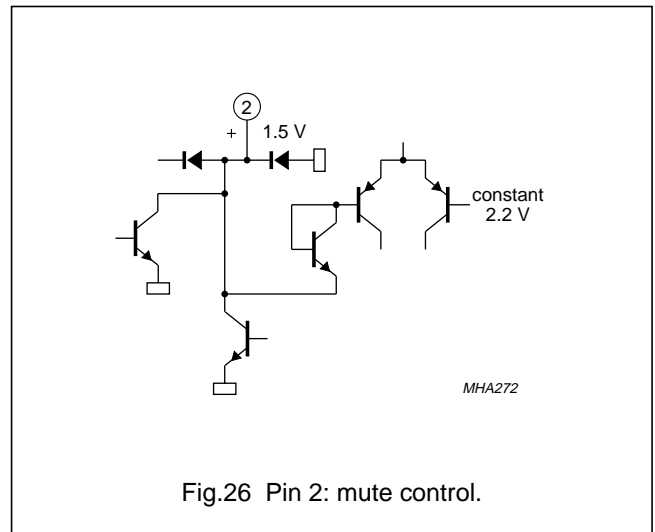 2
+ 1.5 V
constant
2.2 V
MHA272
Fig.26 Pin 2: mute control.